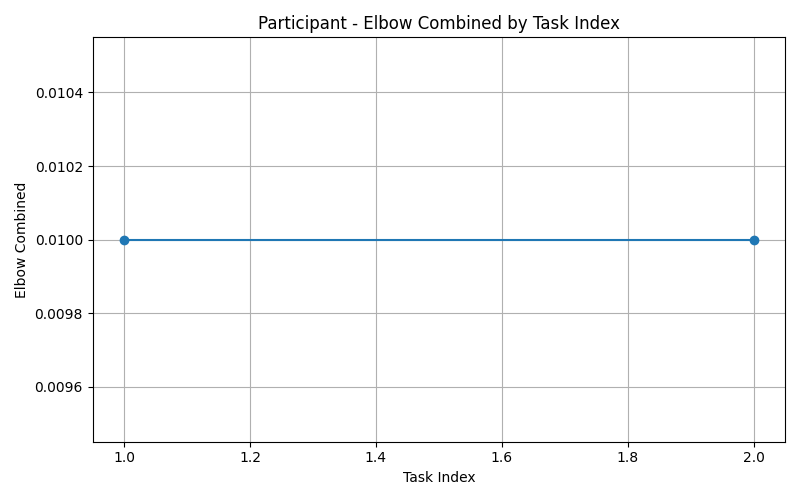 Participant - Elbow Combined by Task Index
0.0104
0.0102
0.0100
0.0098
0.0096
Elbow Combined
1.0 1.2 1.4 1.6 1.8 2.0
Task Index